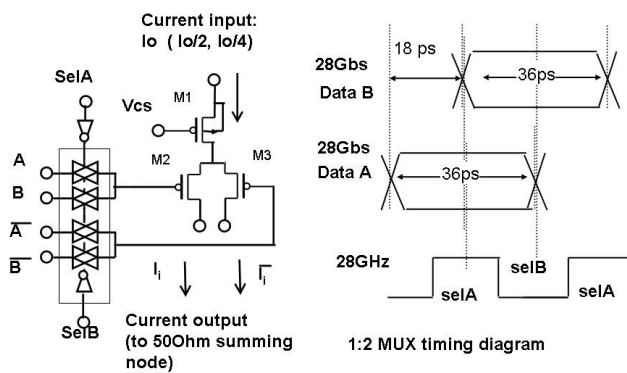 Current input:
Io ( Io/2, Io/4)
SelA
Vcs
M1
M2
M3
A
B
A
B
Ii
Ii
SelB
Current output
(to 50Ohm summing
node)
18 ps
28Gbs
Data B
36ps
28Gbs
Data A
36ps
28GHz
selA
selB
selA
1:2 MUX timing diagram